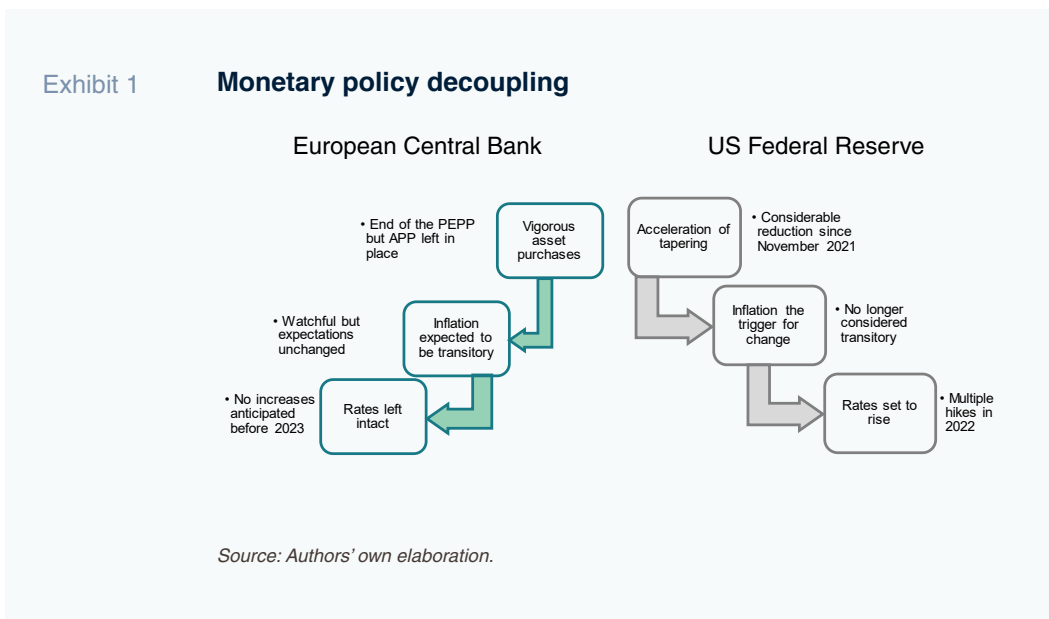 Exhibit 1
Monetary policy decoupling
European Central Bank
• End of the PEPP
but APP left in
place
Vigorous
asset
purchases
• Watchful but
expectations
unchanged
Inflation
expected to
be transitory
• No increases
anticipated
before 2023
Rates left
intact
US Federal Reserve
Acceleration of
tapering
• Considerable
reduction since
November 2021
Inflation the
trigger for
change
• No longer
considered
transitory
Rates set to
rise
• Multiple
hikes in
2022
Source: Authors' own elaboration.